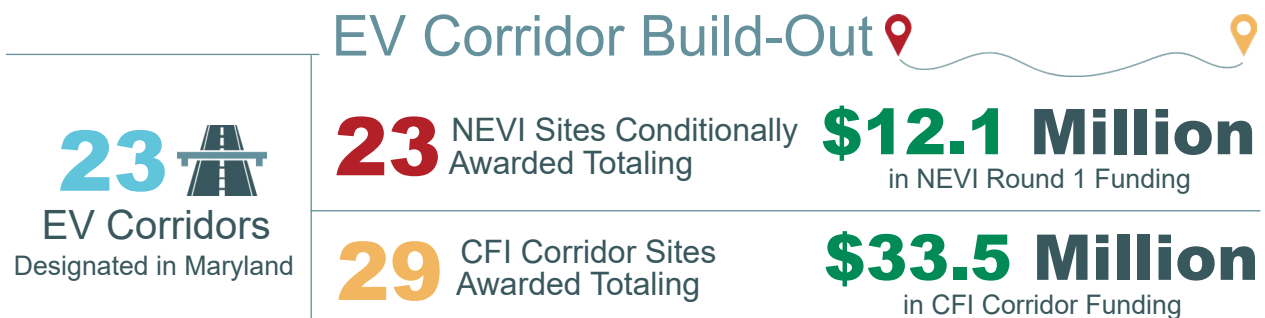 EV Corridor Build-Out
23
EV Corridors
Designated in Maryland
23 NEVI Sites Conditionally
Awarded Totaling
$12.1 Million
in NEVI Round 1 Funding
29 CFI Corridor Sites
Awarded Totaling
$33.5 Million
in CFI Corridor Funding